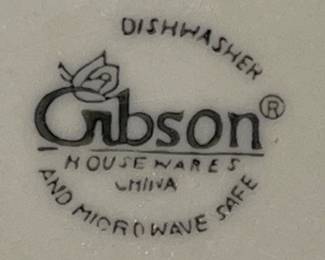 DISHWASHER
Gibson®
HOUSEWARES
CHINA
AND MICROWAVE SAFE